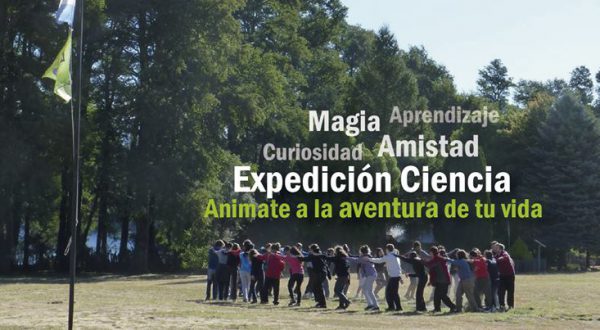 Magia Aprendizaje
Curiosidad Amistad
Expedición Ciencia
Animate a la aventura de tu vida